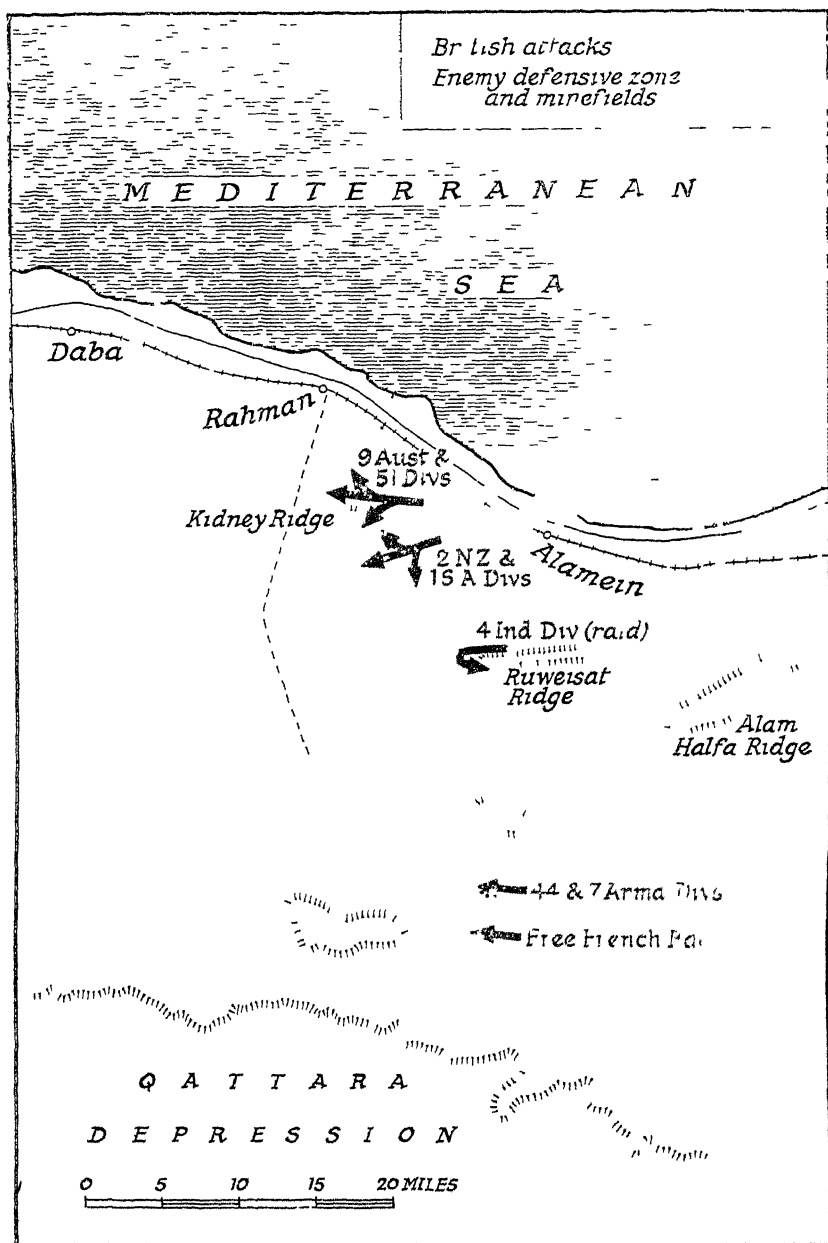 British attacks
Enemy defensive zone
and minefields
MEDITERRANEAN
SEA
Daba
Rahman
9 Aust &
51 Divs
Kidney Ridge
2 NZ &
1 S A Divs
Alamein
4 Ind Div (raid)
Ruweisat
Ridge
Alam
Halfa Ridge
44 & 7 Arma Divs
Free French
QATTARA
DEPRESSION
0 5 10 15 20 MILES